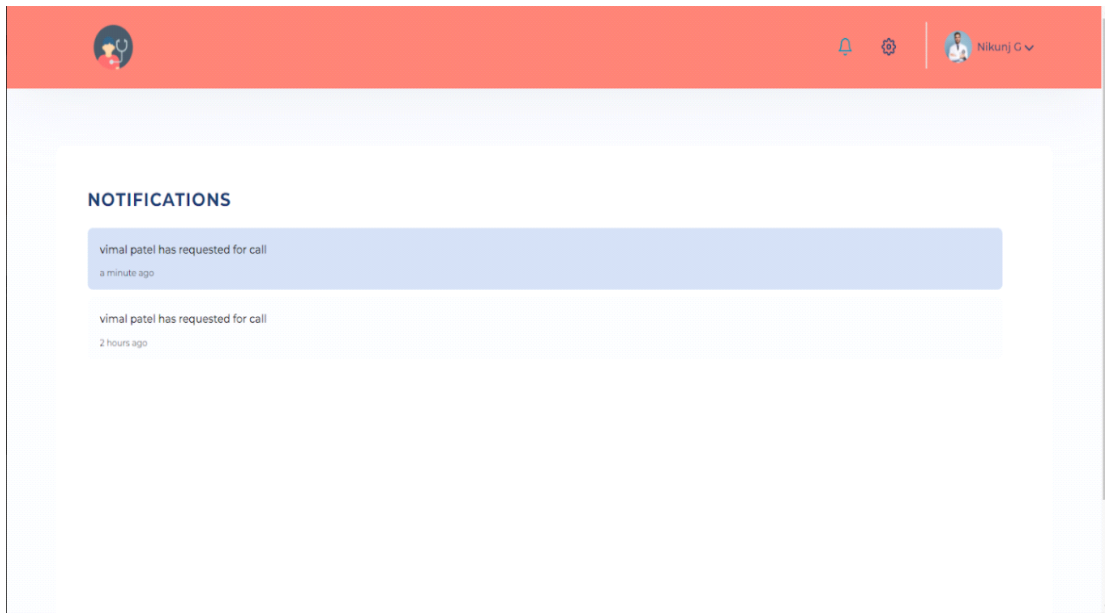 Nikunj G
NOTIFICATIONS
vimal patel has requested for call
a minute ago
vimal patel has requested for call
2 hours ago